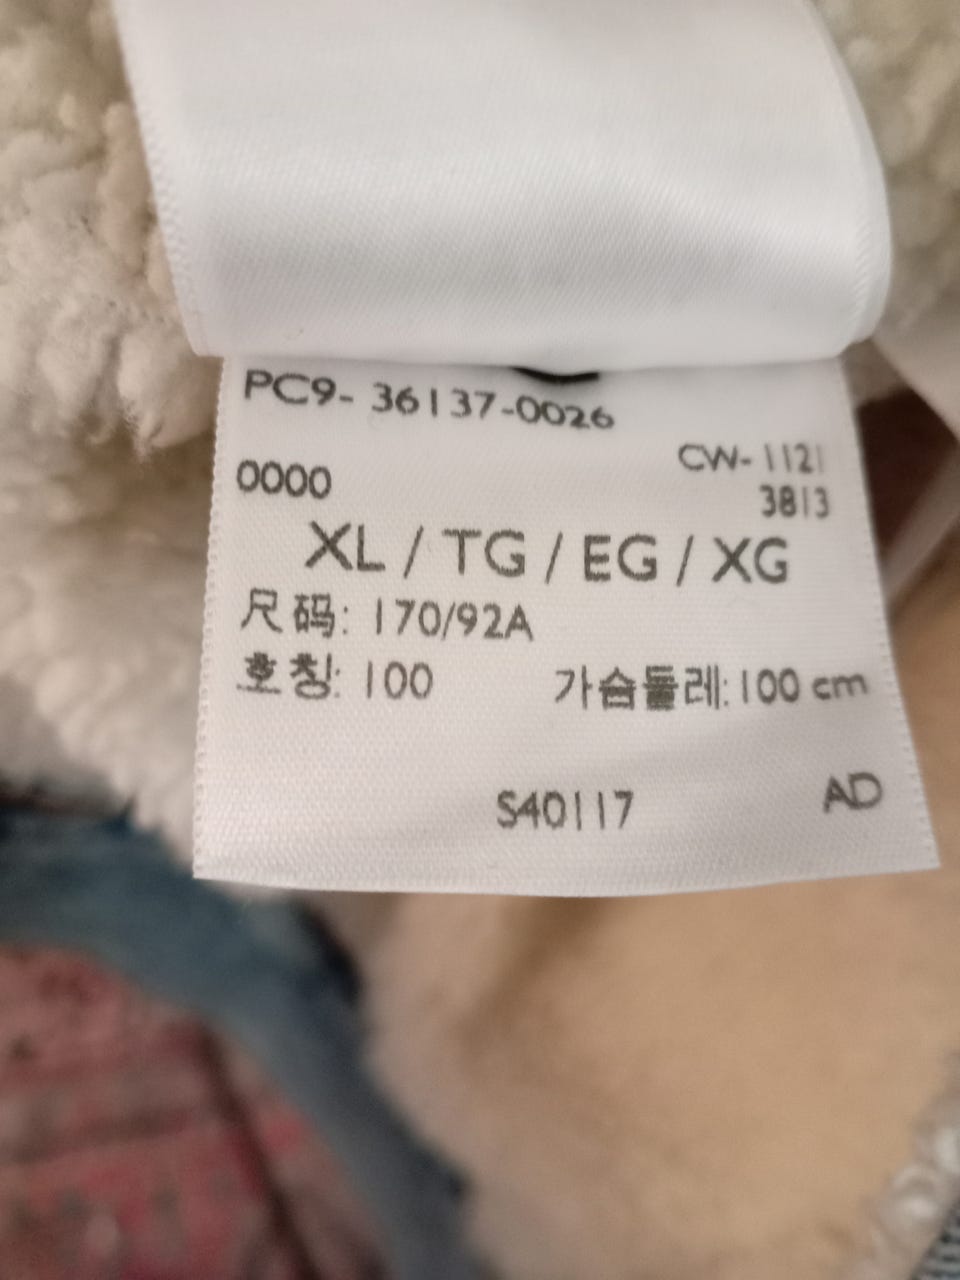 PC9- 36137-0026
CW- 1121
0000
3813
XL / TG / EG / XG
尺码: 170/92A
호칭: 100 가슴둘레: 100 cm
S40117 AD